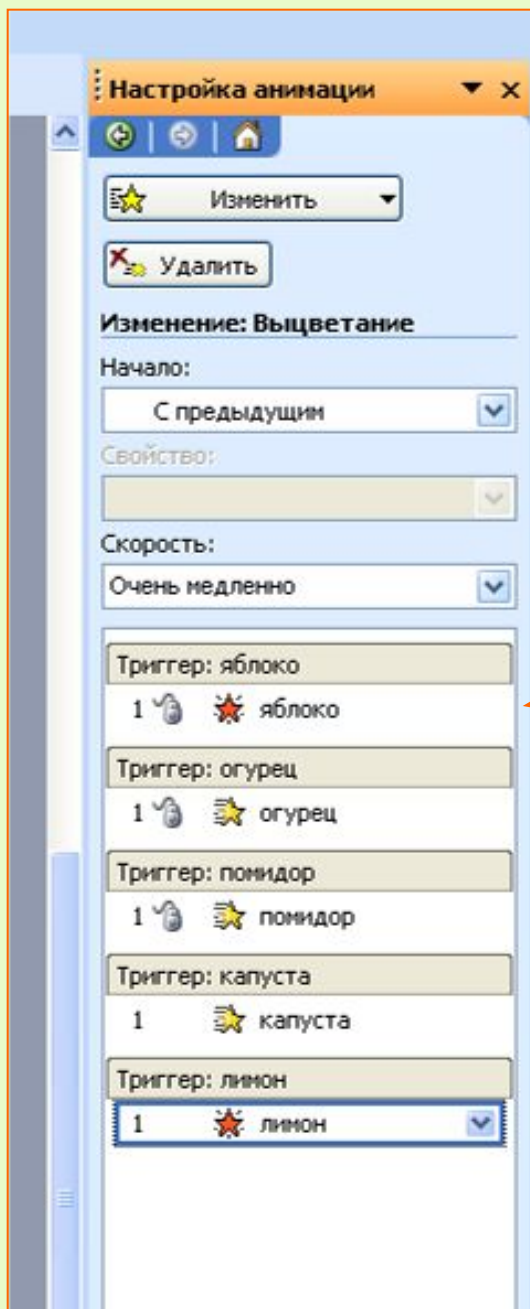 Настройка анимации
Изменить
Удалить
Изменение: Выцветание
Начало:
С предыдущим
Свойство:
Скорость:
Очень медленно
Триггер: яблоко
1 яблоко
Триггер: огурец
1 огурец
Триггер: помидор
1 помидор
Триггер: капуста
1 капуста
Триггер: лимон
1 лимон